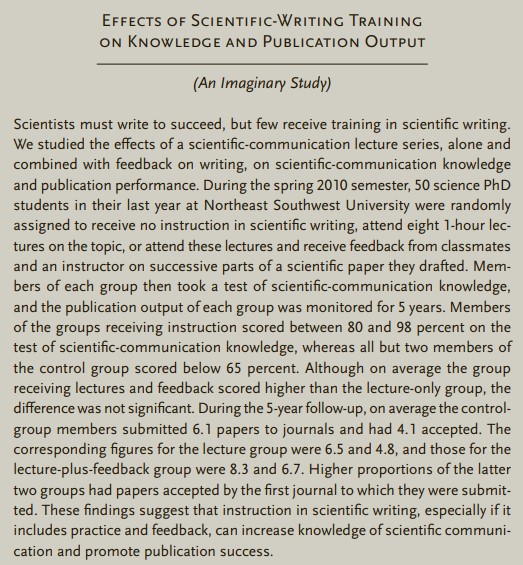 Effects of Scientific-Writing Training
on Knowledge and Publication Output
(An Imaginary Study)
Scientists must write to succeed, but few receive training in scientific writing.
We studied the effects of a scientific-communication lecture series, alone and
combined with feedback on writing, on scientific-communication knowledge
and publication performance. During the spring 2010 semester, 50 science PhD
students in their last year at Northeast Southwest University were randomly
assigned to receive no instruction in scientific writing, attend eight 1-hour lec-
tures on the topic, or attend these lectures and receive feedback from classmates
and an instructor on successive parts of a scientific paper they drafted. Mem-
bers of each group then took a test of scientific-communication knowledge,
and the publication output of each group was monitored for 5 years. Members
of the groups receiving instruction scored between 80 and 98 percent on the
test of scientific-communication knowledge, whereas all but two members of
the control group scored below 65 percent. Although on average the group
receiving lectures and feedback scored higher than the lecture-only group, the
difference was not significant. During the 5-year follow-up, on average the control-
group members submitted 6.1 papers to journals and had 4.1 accepted. The
corresponding figures for the lecture group were 6.5 and 4.8, and those for the
lecture-plus-feedback group were 8.3 and 6.7. Higher proportions of the latter
two groups had papers accepted by the first journal to which they were submit-
ted. These findings suggest that instruction in scientific writing, especially if it
includes practice and feedback, can increase knowledge of scientific communi-
cation and promote publication success.